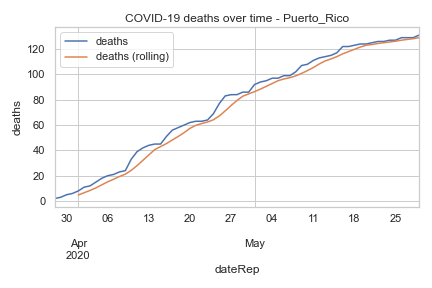 COVID-19 deaths over time - Puerto_Rico
deaths
deaths (rolling)
deaths
120
100
80
60
40
20
0
30 06 13 20 27 04 11 18 25
Apr May
2020
dateRep